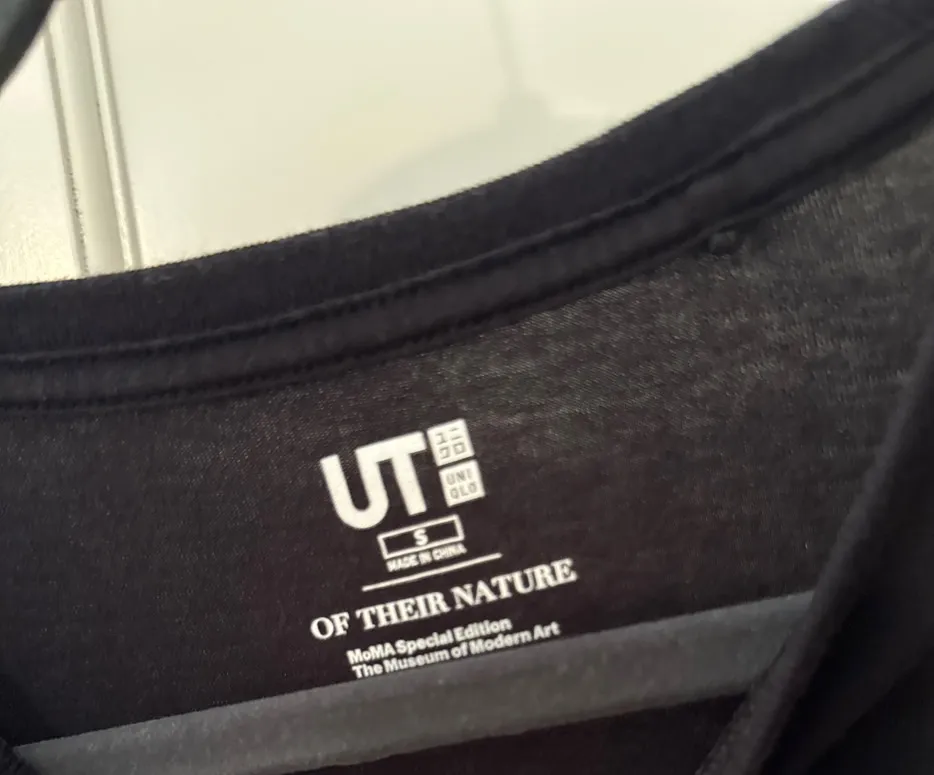 UT
ユニ
クロ
UNI
QLO
S
MADE IN CHINA
OF THEIR NATURE
MoMA Special Edition
The Museum of Modern Art